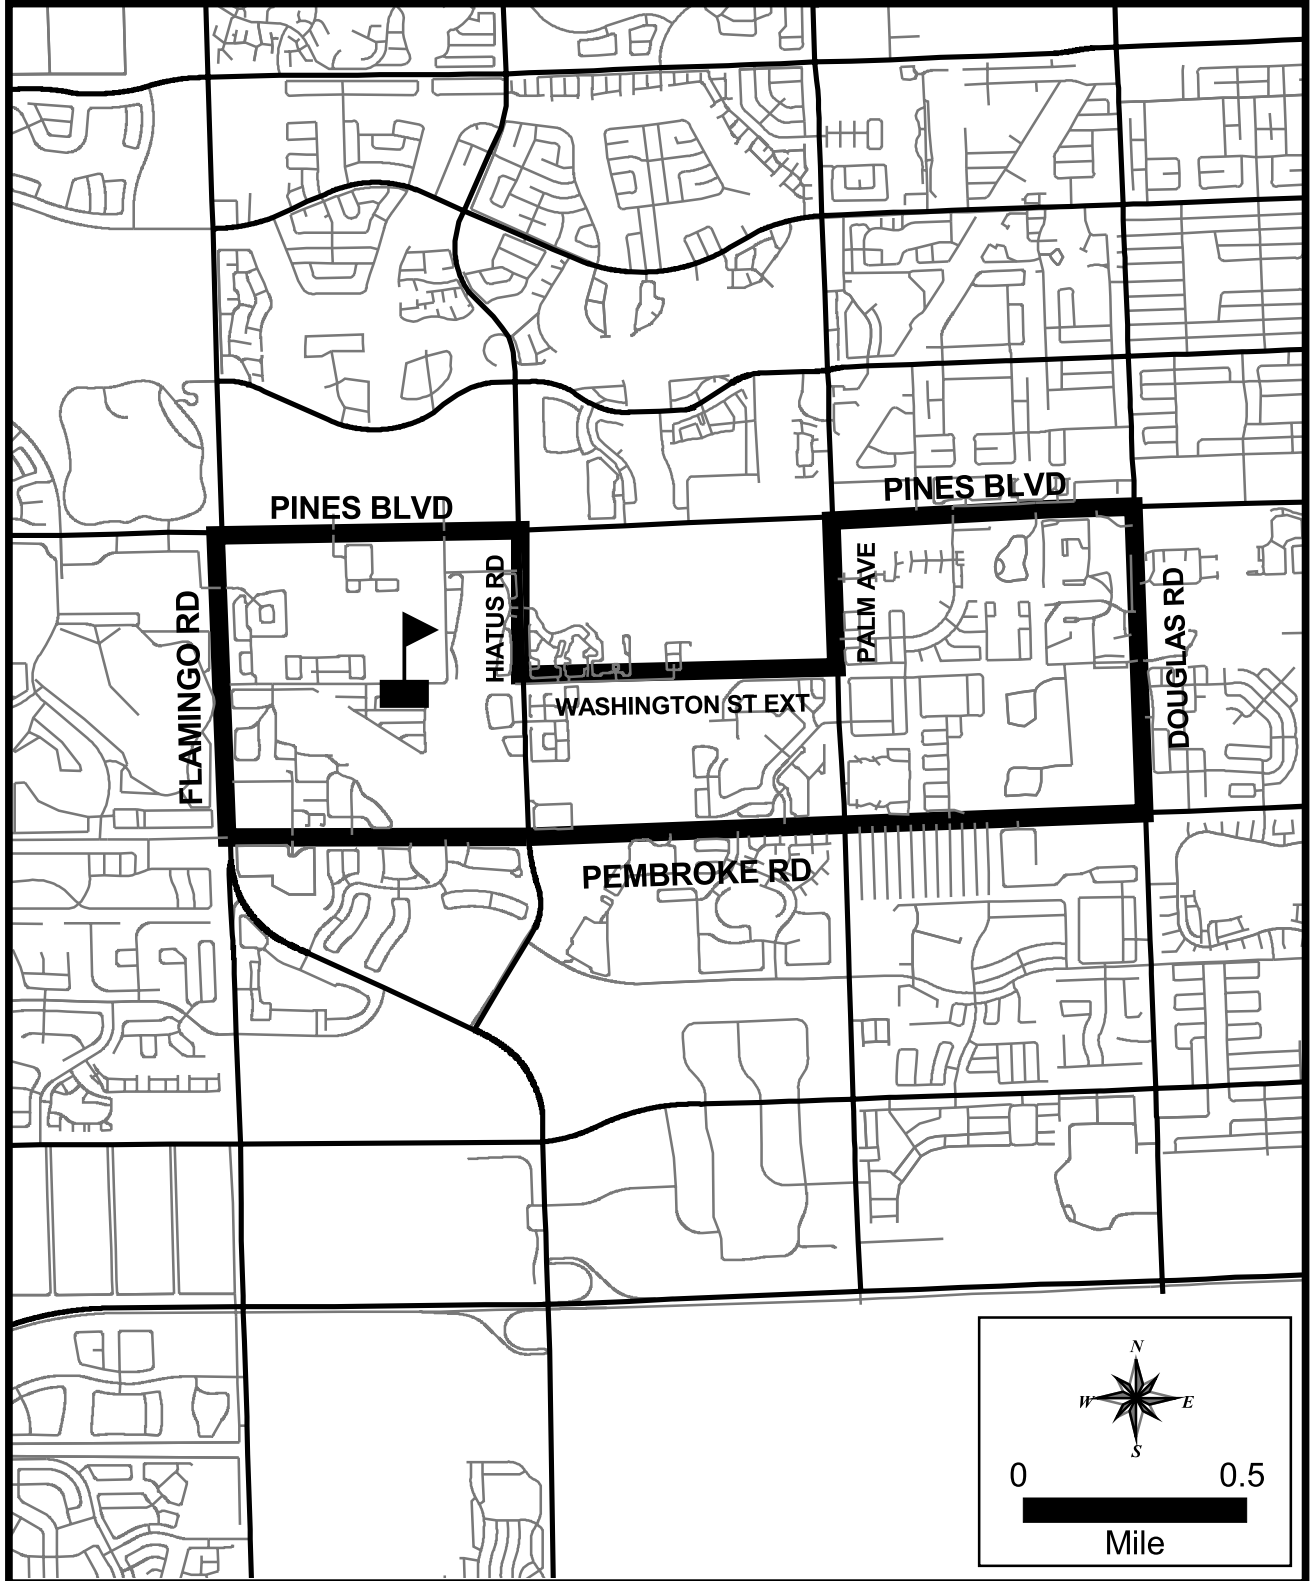 PINES BLVD
PINES BLVD
HIATUS RD
PALM AVE
FLAMINGO RD
DOUGLAS RD
WASHINGTON ST EXT
PEMBROKE RD
N
W E
S
0 0.5
Mile